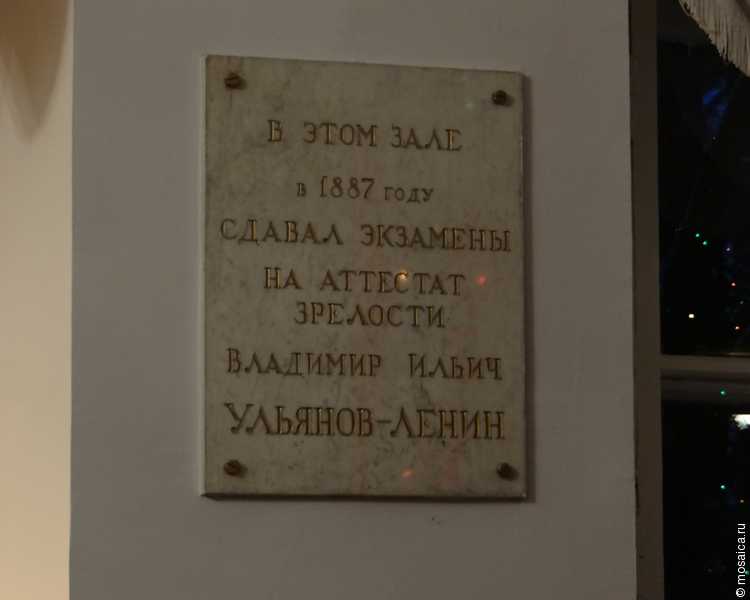 В ЭТОМ ЗАЛЕ
В 1887 ГОДУ
СДАВАЛ ЭКЗАМЕНЫ
НА АТТЕСТАТ
ЗРЕЛОСТИ
ВЛАДИМИР ИЛЬИЧ
УЛЬЯНОВ-ЛЕНИН
© mosaica.ru